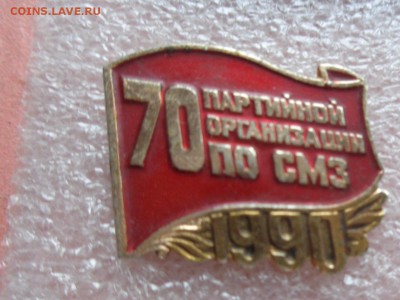 COINS.LAVE.RU
70 ПАРТИЙНОЙ
ОРГАНИЗАЦИИ
ПО СМЗ
1990